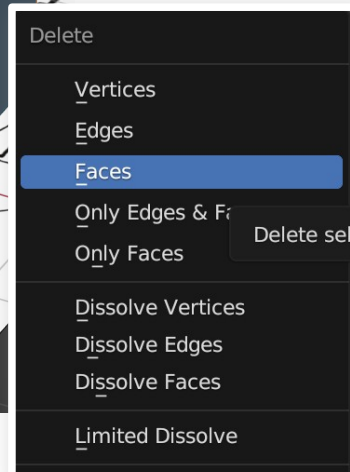 Delete
Vertices
Edges
Faces
Only Edges & Fa
Delete sel
Only Faces
Dissolve Vertices
Dissolve Edges
Dissolve Faces
Limited Dissolve